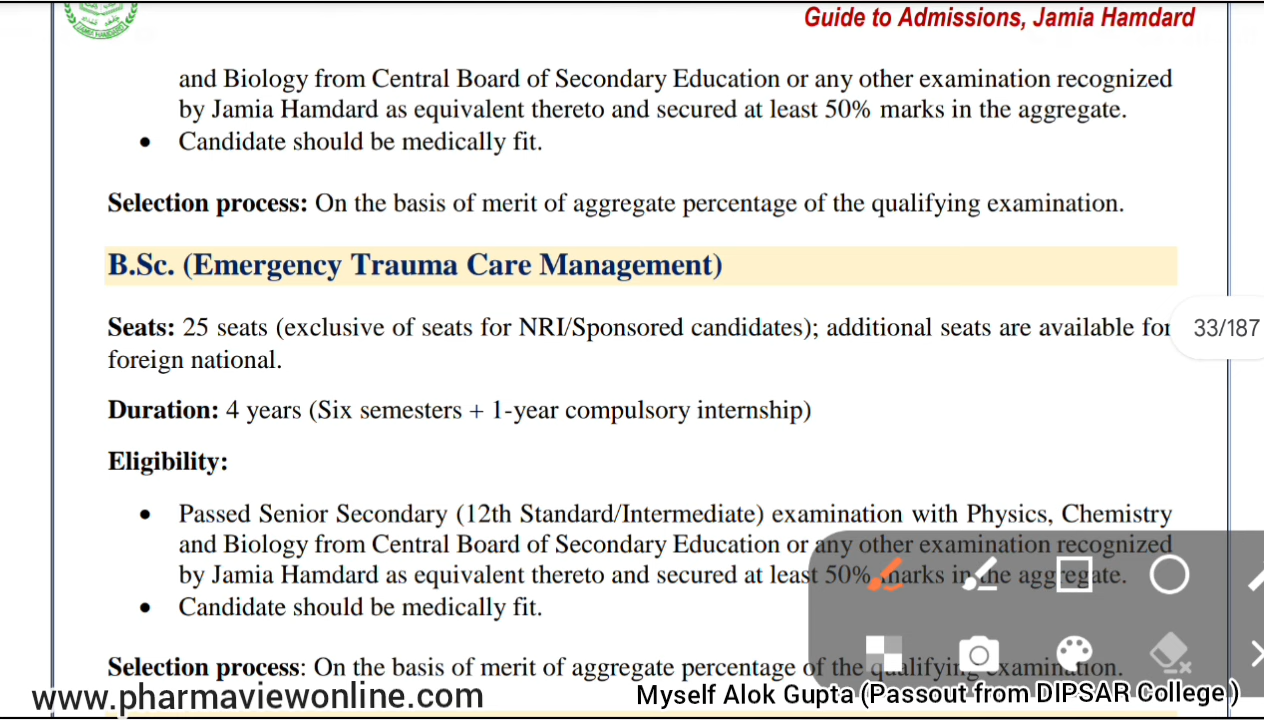 Guide to Admissions, Jamia Hamdard
and Biology from Central Board of Secondary Education or any other examination recognized
by Jamia Hamdard as equivalent thereto and secured at least 50% marks in the aggregate.
• Candidate should be medically fit.
Selection process: On the basis of merit of aggregate percentage of the qualifying examination.
B.Sc. (Emergency Trauma Care Management)
Seats: 25 seats (exclusive of seats for NRI/Sponsored candidates); additional seats are available for
33/187
foreign national.
Duration: 4 years (Six semesters + 1-year compulsory internship)
Eligibility:
• Passed Senior Secondary (12th Standard/Intermediate) examination with Physics, Chemistry
and Biology from Central Board of Secondary Education or any other examination recognized
by Jamia Hamdard as equivalent thereto and secured at least 50% marks in the aggregate.
• Candidate should be medically fit.
Selection process: On the basis of merit of aggregate percentage of the qualifying examination.
www.pharmaviewonline.com
Myself Alok Gupta (Passout from DIPSAR College )